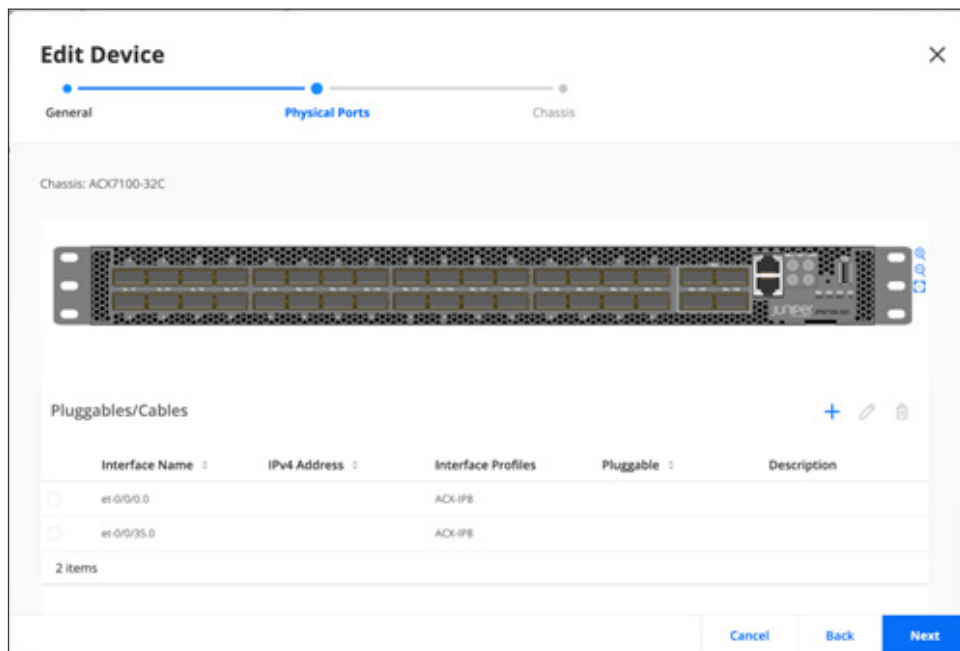 Edit Device
General Physical Ports Chassis
Chassis: ACX7100-32C
Juniper
Pluggables/Cables
Interface Name IPv4 Address Interface Profiles Pluggable Description
et-0/0/0.0 ACX-IP8
et-0/0/35.0 ACX-IP8
2 items
Cancel Back Next